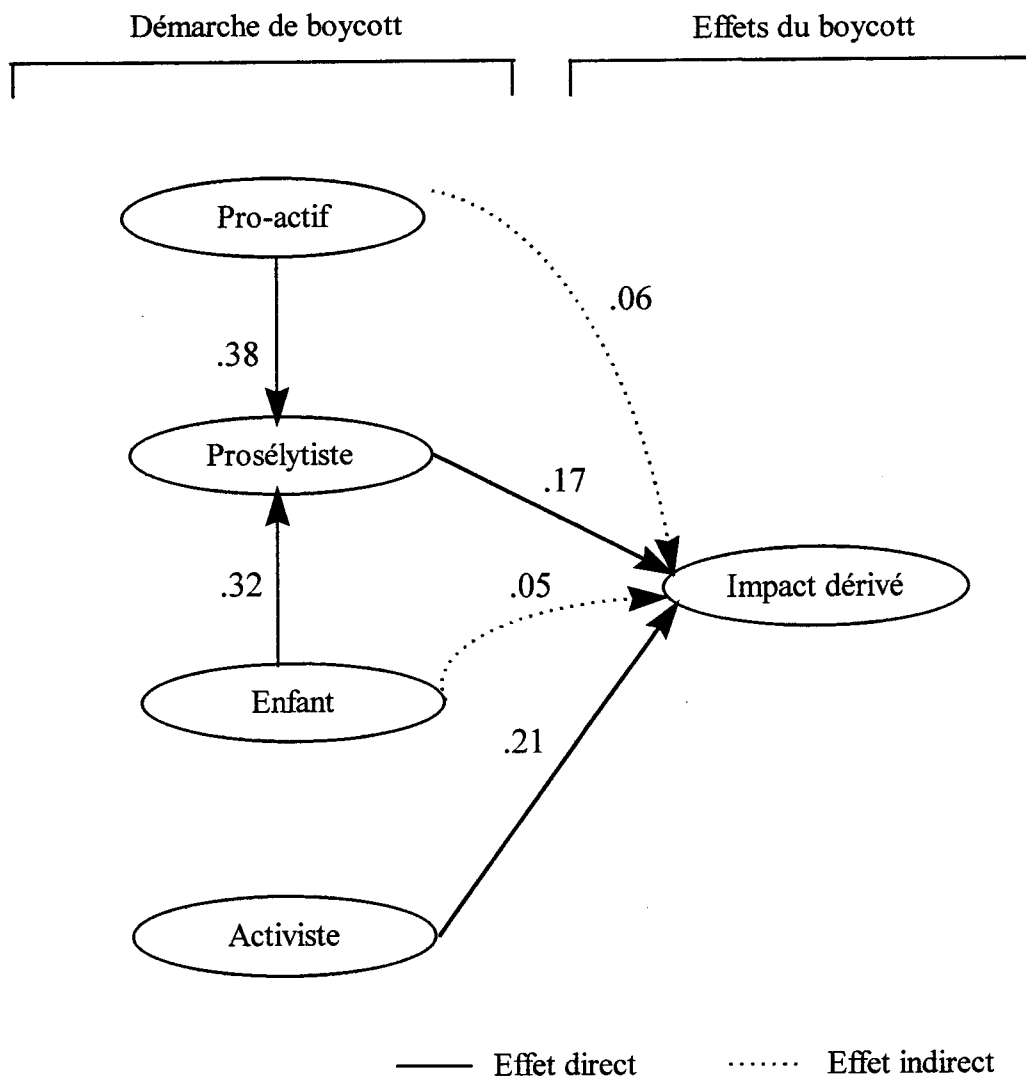 Démarche de boycott
Effets du boycott
Pro-actif
.06
.38
Prosélytiste
.17
.32
.05
Impact dérivé
Enfant
.21
Activiste
Effet direct
Effet indirect